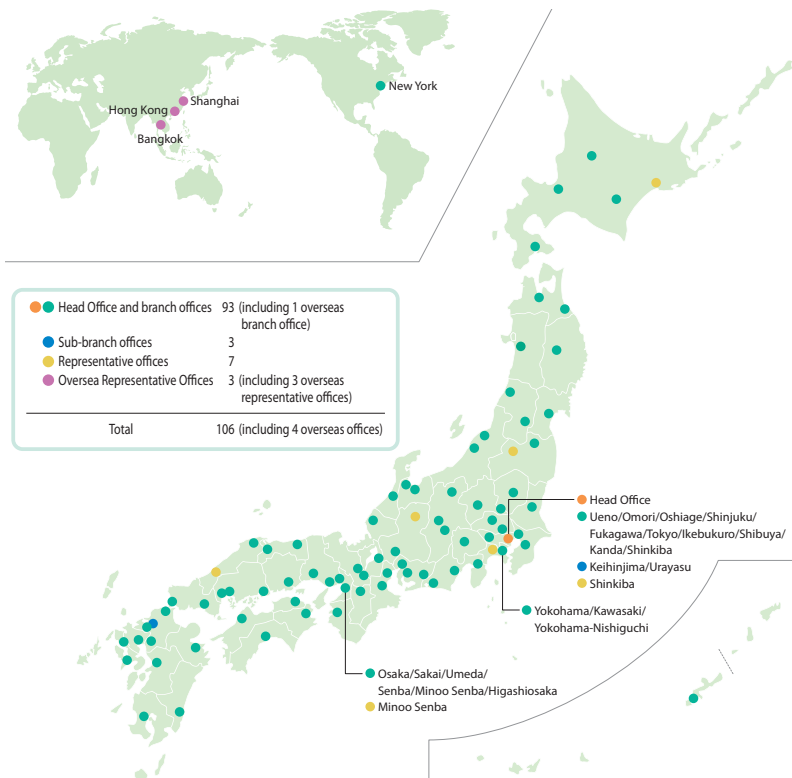 New York
Shanghai
Hong Kong
Bangkok
Head Office and branch offices 93 (including 1 overseas
branch office)
Sub-branch offices 3
Representative offices 7
Oversea Representative Offices 3 (including 3 overseas
representative offices)
Total 106 (including 4 overseas offices)
Head Office
Ueno/Omori/Oshiage/Shinjuku/
Fukagawa/Tokyo/Ikebukuro/Shibuya/
Kanda/Shinkiba
Keihinjima/Urayasu
Shinkiba
Yokohama/Kawasaki/
Yokohama-Nishiguchi
Osaka/Sakai/Umeda/
Senba/Minoo Senba/Higashiosaka
Minoo Senba